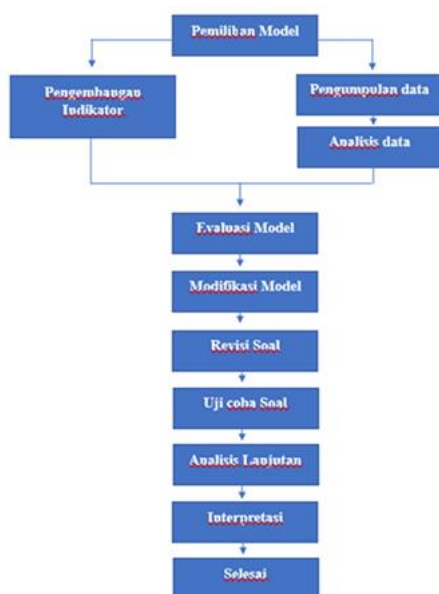 Pemilihan Model
Pengembangan
Indikator
Pengumpulan data
Analisis data
Evaluasi Model
Modifikasi Model
Revisi Soal
Uji coba Soal
Analisis Lanjutan
Interpretasi
Selesai